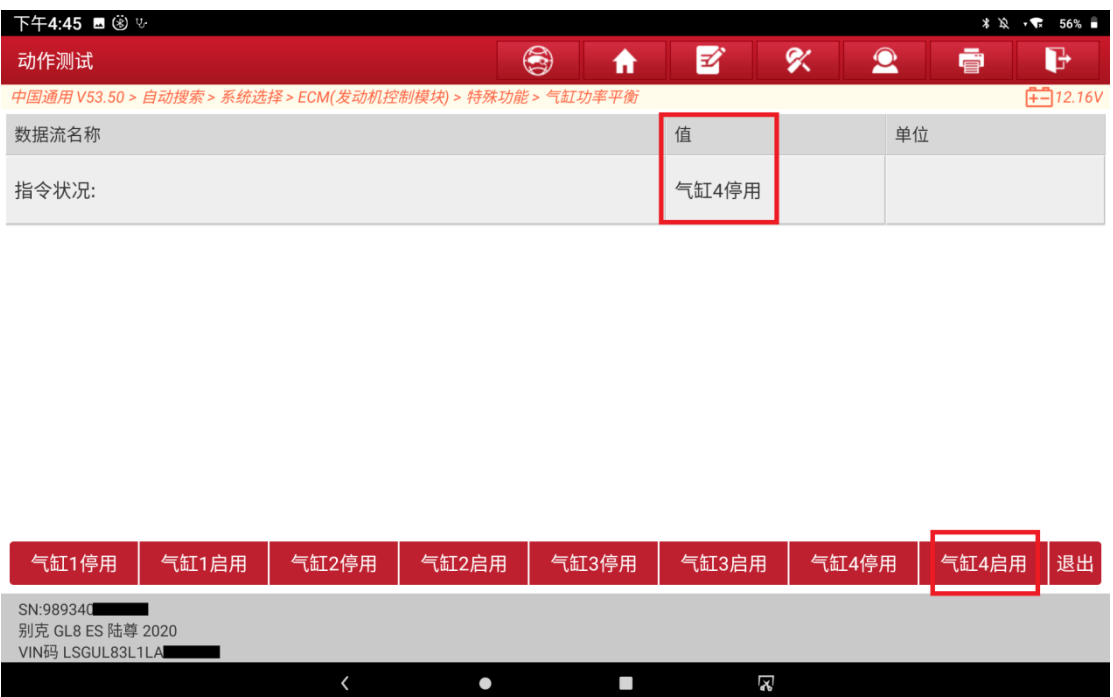 下午4:45 56%
动作测试
中国通用 V53.50 > 自动搜索 > 系统选择 > ECM(发动机控制模块) > 特殊功能 > 气缸功率平衡 12.16V
数据流名称 值 单位
指令状况: 气缸4停用
气缸1停用 气缸1启用 气缸2停用 气缸2启用 气缸3停用 气缸3启用 气缸4停用 气缸4启用 退出
SN:989340
别克 GL8 ES 陆尊 2020
VIN码 LSGUL83L1LA